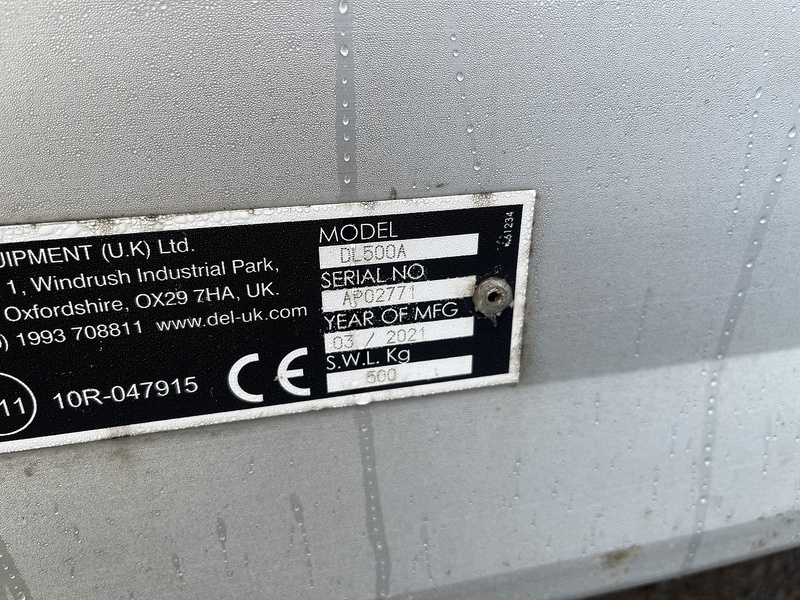 UIPMENT (U.K) Ltd.
1, Windrush Industrial Park,
Oxfordshire, OX29 7HA, UK.
) 1993 708811 www.del-uk.com
11
10R-047915
CE
MODEL
DL500A
SERIAL NO
AP02771
YEAR OF MFG
03 / 2021
S.W.L. Kg
500